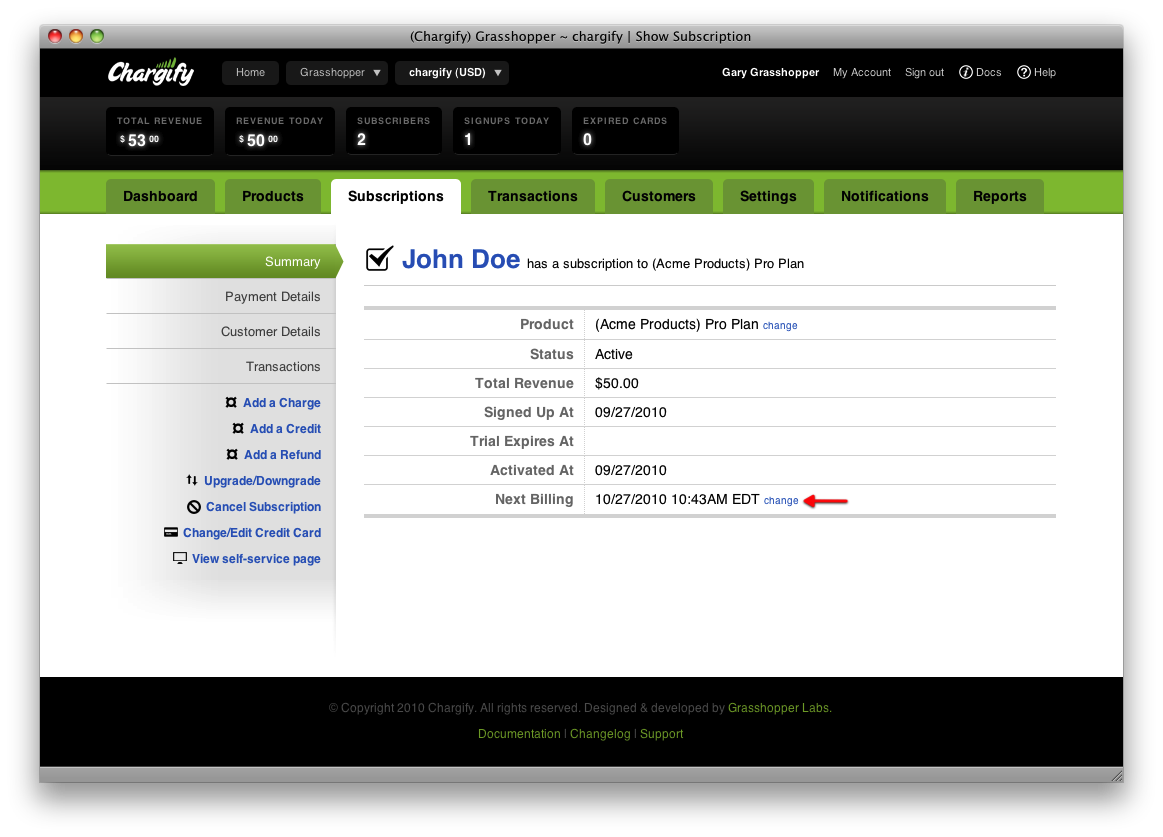 (Chargify) Grasshopper ~ chargify | Show Subscription
Chargify Home Grasshopper ▼ chargify (USD) ▼ Gary Grasshopper My Account Sign out i Docs ? Help
TOTAL REVENUE REVENUE TODAY SUBSCRIBERS SIGNUPS TODAY EXPIRED CARDS
$ 53 00 $ 50 00 2 1 0
Dashboard Products Subscriptions Transactions Customers Settings Notifications Reports
Summary
Payment Details
Customer Details
Transactions
Add a Charge
Add a Credit
Add a Refund
Upgrade/Downgrade
Cancel Subscription
Change/Edit Credit Card
View self-service page
John Doe has a subscription to (Acme Products) Pro Plan
Product (Acme Products) Pro Plan change
Status Active
Total Revenue $50.00
Signed Up At 09/27/2010
Trial Expires At
Activated At 09/27/2010
Next Billing 10/27/2010 10:43AM EDT change
© Copyright 2010 Chargify. All rights reserved. Designed & developed by Grasshopper Labs.
Documentation | Changelog | Support